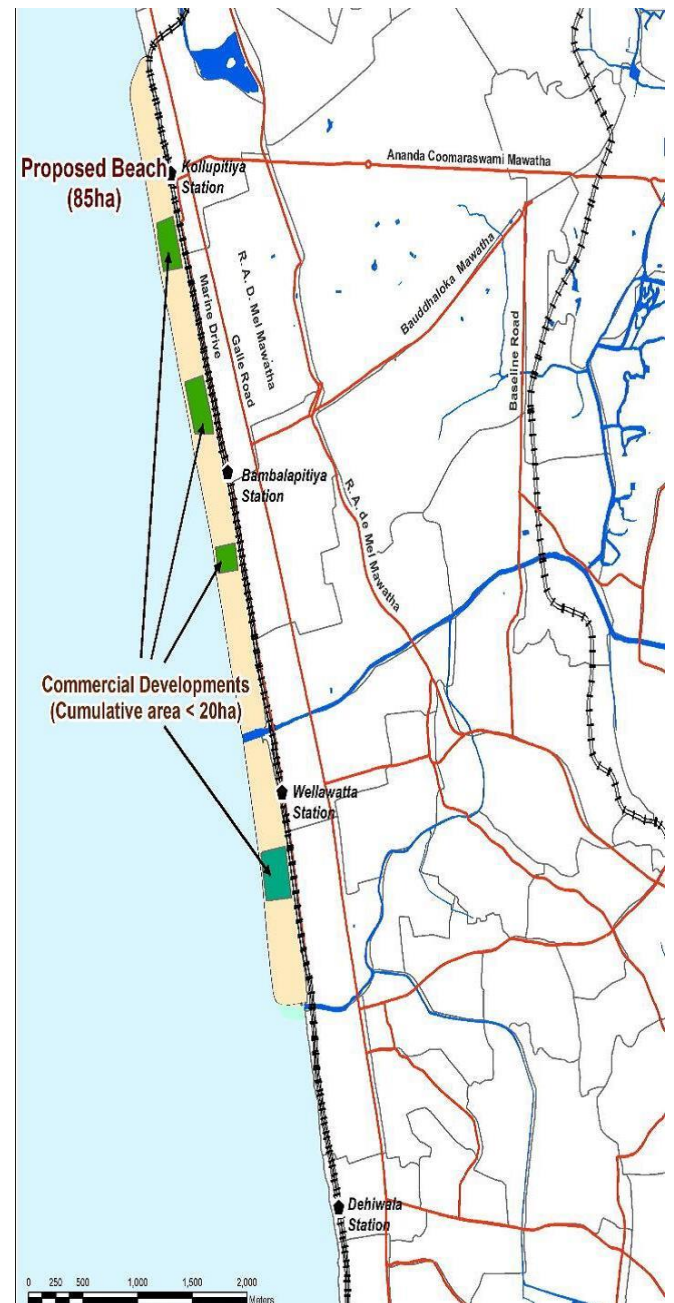 Proposed Beach
(85ha)
Kollupitiya
Station
Ananda Coomaraswami Mawatha
Bauddhaloka Mawatha
R. A. D. Mel Mawatha
Marine Drive
Galle Road
Baseline Road
Bambalapitiya
Station
R. A. de Mel Mawatha
Commercial Developments
(Cumulative area < 20ha)
Wellawatta
Station
Dehiwala
Station
0 250 500 1,000 1,500 2,000
Meters